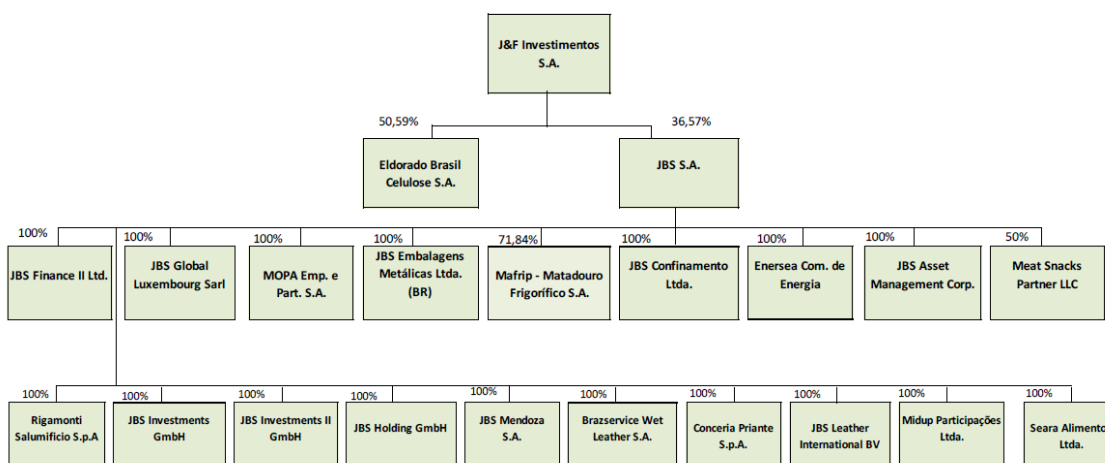 J&F Investimentos
S.A.
50,59%
36,57%
Eldorado Brasil
Celulose S.A.
JBS S.A.
100%
100%
100%
100%
71,84%
100%
100%
100%
50%
JBS Finance II Ltd.
JBS Global
Luxembourg Sarl
MOPA Emp. e
Part. S.A.
JBS Embalagens
Metálicas Ltda.
(BR)
Mafrip - Matadouro
Frigorífico S.A.
JBS Confinamento
Ltda.
Enersea Com. de
Energia
JBS Asset
Management Corp.
Meat Snacks
Partner LLC
100%
100%
100%
100%
100%
100%
100%
100%
100%
100%
Rigamonti
Salumificio S.p.A
JBS Investments
GmbH
JBS Investments II
GmbH
JBS Holding GmbH
JBS Mendoza
S.A.
Brazservice Wet
Leather S.A.
Conceria Priante
S.p.A.
JBS Leather
International BV
Midup Participações
Ltda.
Seara Alimento
Ltda.